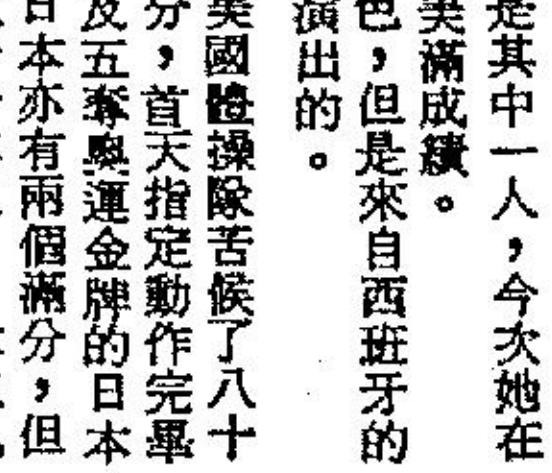 是其中一人，今次她在
美滿成績。
色，但是來自西班牙的
演出的。
美國體操隊苦候了八十
分，首天指定動作完畢
及五奪奧運金牌的日本
日本亦有兩個滿分，但